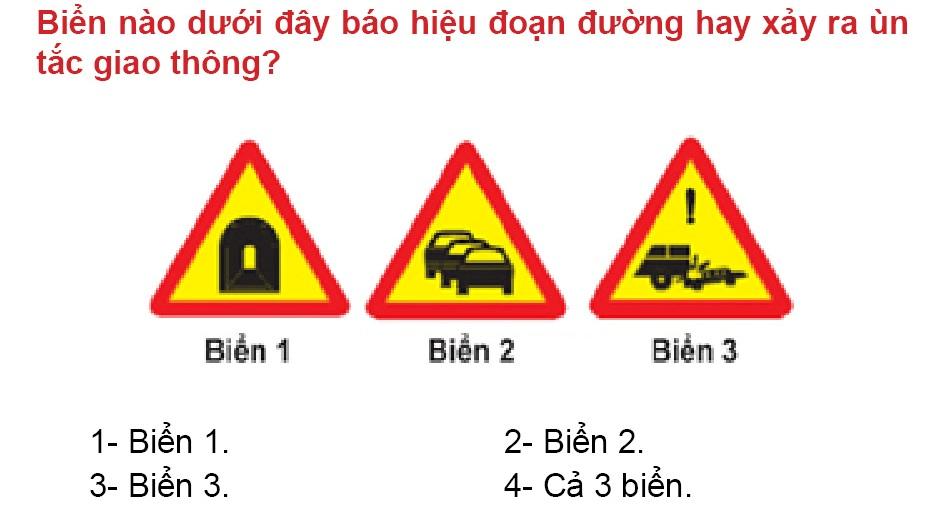 Biển nào dưới đây báo hiệu đoạn đường hay xảy ra ùn
tắc giao thông?
!
Biển 1 Biển 2 Biển 3
1- Biển 1. 2- Biển 2.
3- Biển 3. 4- Cả 3 biển.